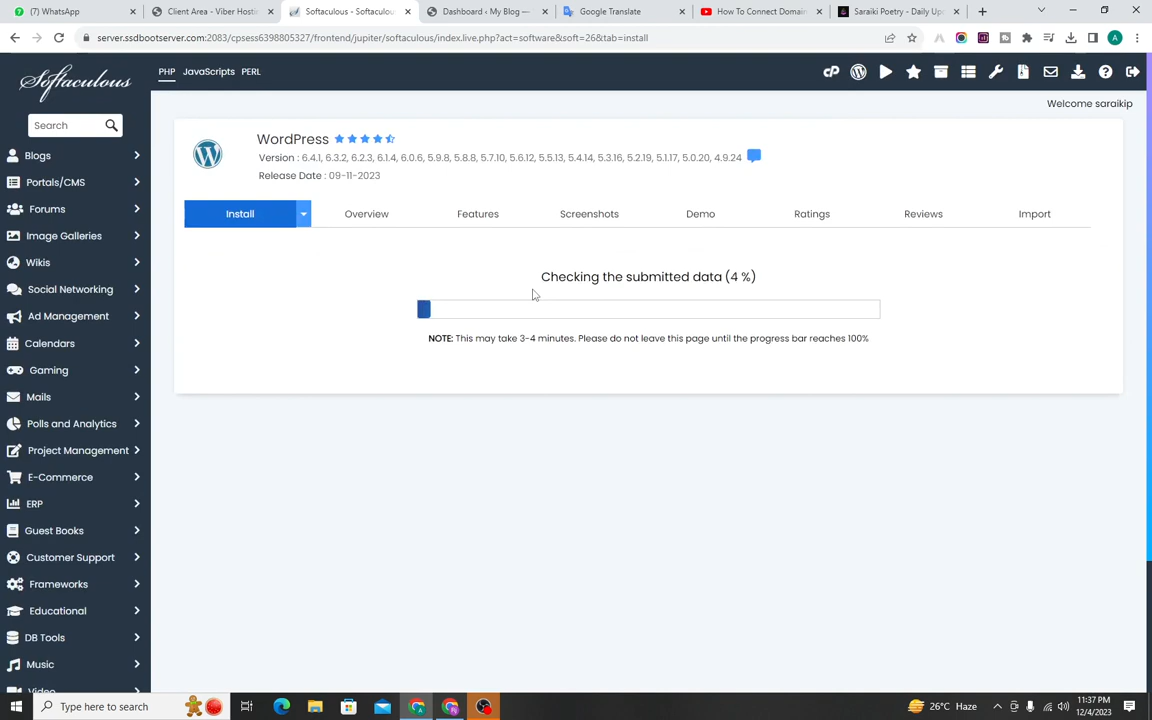 (7) WhatsApp
Client Area - Viber Hosti
Softaculous - Softaculou
Dashboard ‹ My Blog —
Google Translate
How To Connect Domain
Saraiki Poetry - Daily Up
server.ssdbootserver.com:2083/cpsess6398805327/frontend/jupiter/softaculous/index.live.php?act=software&soft=26&tab=install
A
Softaculous
PHP JavaScripts PERL
Welcome saraikip
Search
WordPress
Version : 6.4.1, 6.3.2, 6.2.3, 6.1.4, 6.0.6, 5.9.8, 5.8.8, 5.7.10, 5.6.12, 5.5.13, 5.4.14, 5.3.16, 5.2.19, 5.1.17, 5.0.20, 4.9.24
Release Date : 09-11-2023
Install Overview Features Screenshots Demo Ratings Reviews Import
Checking the submitted data (4 %)
NOTE: This may take 3-4 minutes. Please do not leave this page until the progress bar reaches 100%
Blogs
Portals/CMS
Forums
Image Galleries
Wikis
Social Networking
Ad Management
Calendars
Gaming
Mails
Polls and Analytics
Project Management
E-Commerce
ERP
Guest Books
Customer Support
Frameworks
Educational
DB Tools
Music
Video
Type here to search
26°C Haze
11:37 PM
12/4/2023